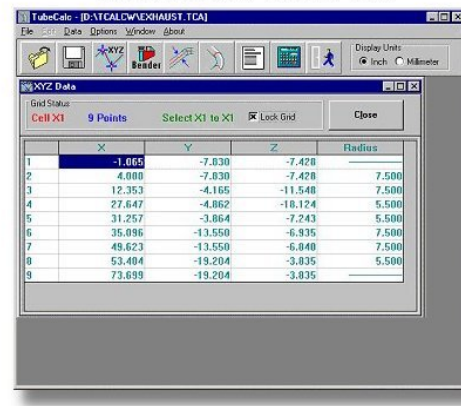 TubeCalc - [D:\TCALCW\EXHAUST.TCA]
File Edit Data Options Window About
XYZ
Bender
Display Units
Inch Millimeter
XYZ Data
Grid Status
Cell X1 9 Points Select X1 to X1 Lock Grid Close
X Y Z Radius
1 -1.065 -7.030 -7.428
2 4.000 -7.030 -7.428 7.500
3 12.353 -4.165 -11.548 7.500
4 27.647 -4.862 -18.124 5.500
5 31.257 -3.864 -7.243 5.500
6 35.096 -13.550 -6.935 7.500
7 49.623 -13.550 -6.040 7.500
8 53.404 -19.204 -3.035 5.500
9 73.699 -19.204 -3.035